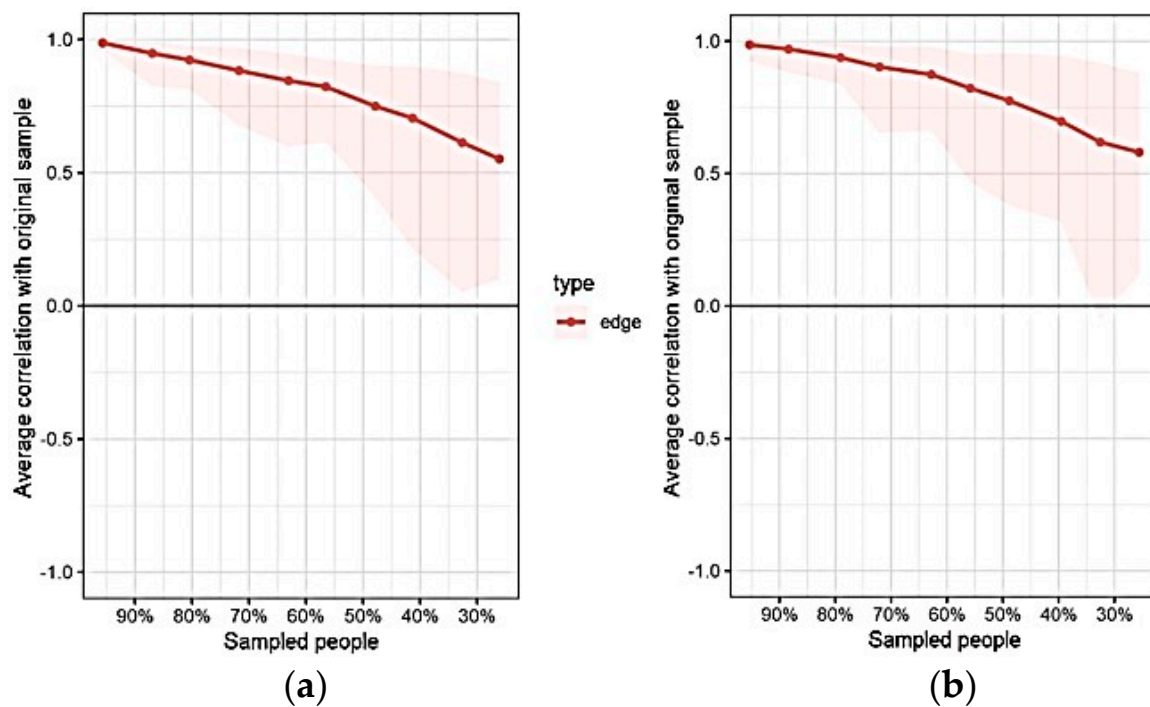 Average correlation with original sample
1.0
0.5
0.0
-0.5
-1.0
90% 80% 70% 60% 50% 40% 30%
Sampled people
(a)
type
edge
Average correlation with original sample
1.0
0.5
0.0
-0.5
-1.0
90% 80% 70% 60% 50% 40% 30%
Sampled people
(b)